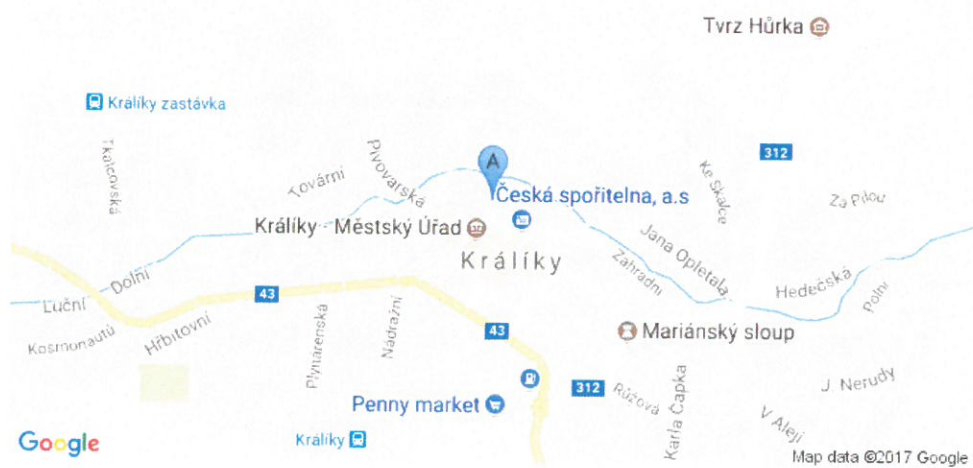 Tvrz Hůrka
Králíky zastávka
Tkalcovská
Tovární
Pivovarská
A
Česká spořitelna, a.s
Ke Skalce
312
Za Pilou
Králíky - Městský Úřad
Králíky
Zahradní
Jana Opletala
Hedečská
Polní
Luční
Dolní
43
Kosmonautů
Hřbitovní
Plynárenská
Nádražní
43
Mariánský sloup
Penny market
312
Růžová
Karla Čapka
J. Nerudy
V Aleji
Google
Králíky
Map data ©2017 Google